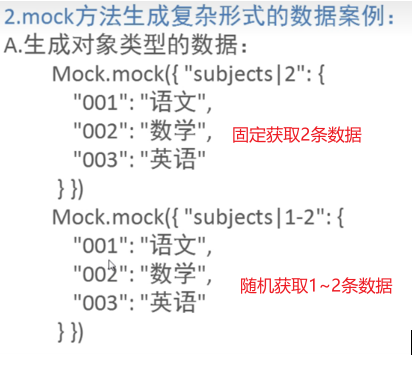 2.mock方法生成复杂形式的数据案例：
A.生成对象类型的数据：
Mock.mock({ "subjects|2": {
"001": "语文",
"002": "数学",
固定获取2条数据
"003": "英语"
} })
Mock.mock({ "subjects|1-2": {
"001": "语文",
"002": "数学",
随机获取1~2条数据
"003": "英语"
} })